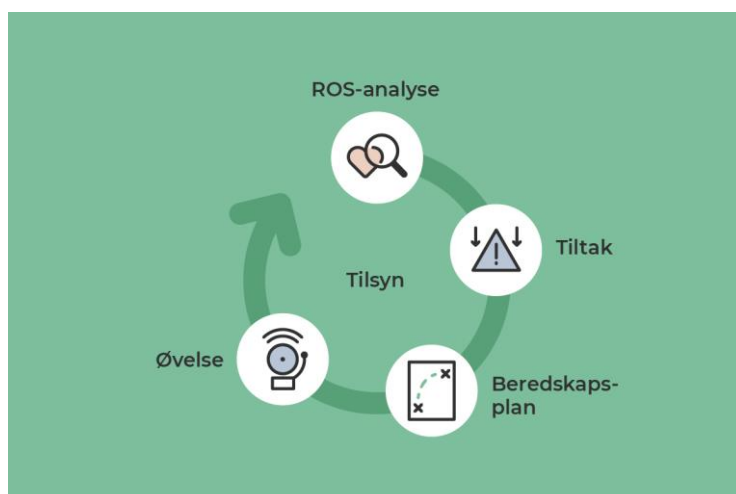 ROS-analyse
Tiltak
Beredskaps-
plan
Øvelse
Tilsyn